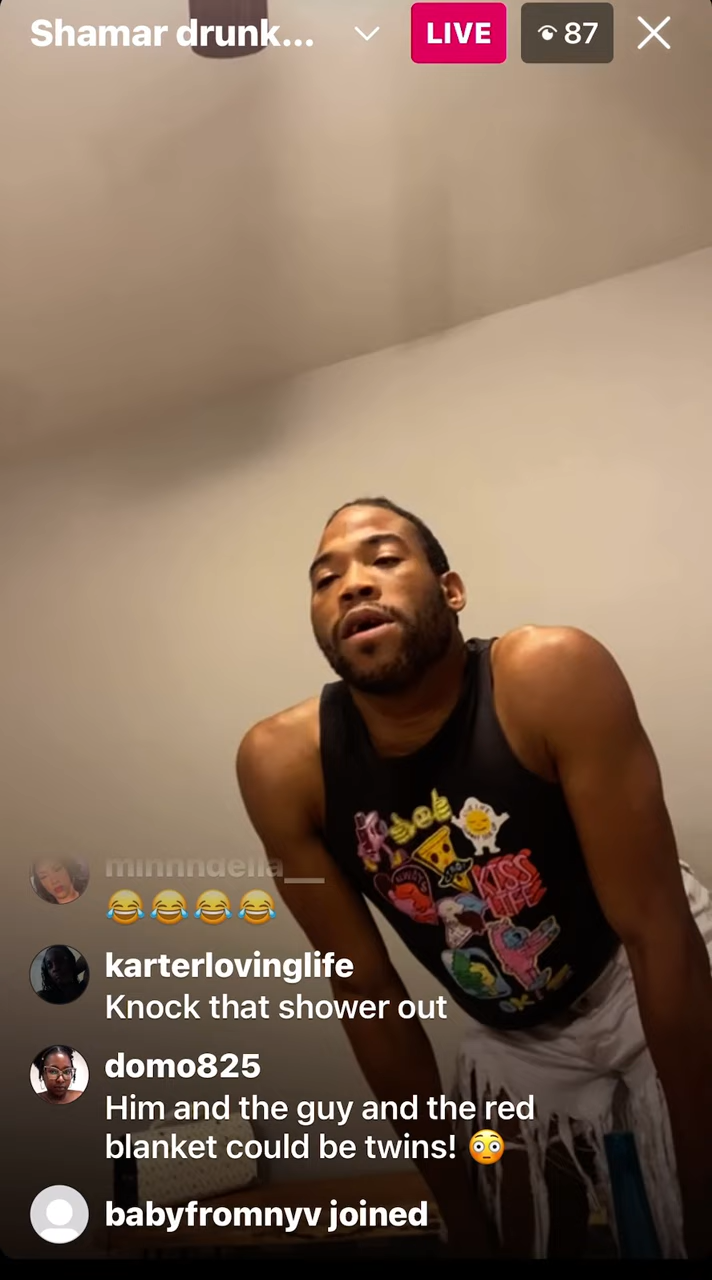 Shamar drunk...
LIVE
87
minnndella__
😂😂😂😂
karterlovinglife
Knock that shower out
domo825
Him and the guy and the red
blanket could be twins! 😳
babyfromnyv joined
KISS
LIFE